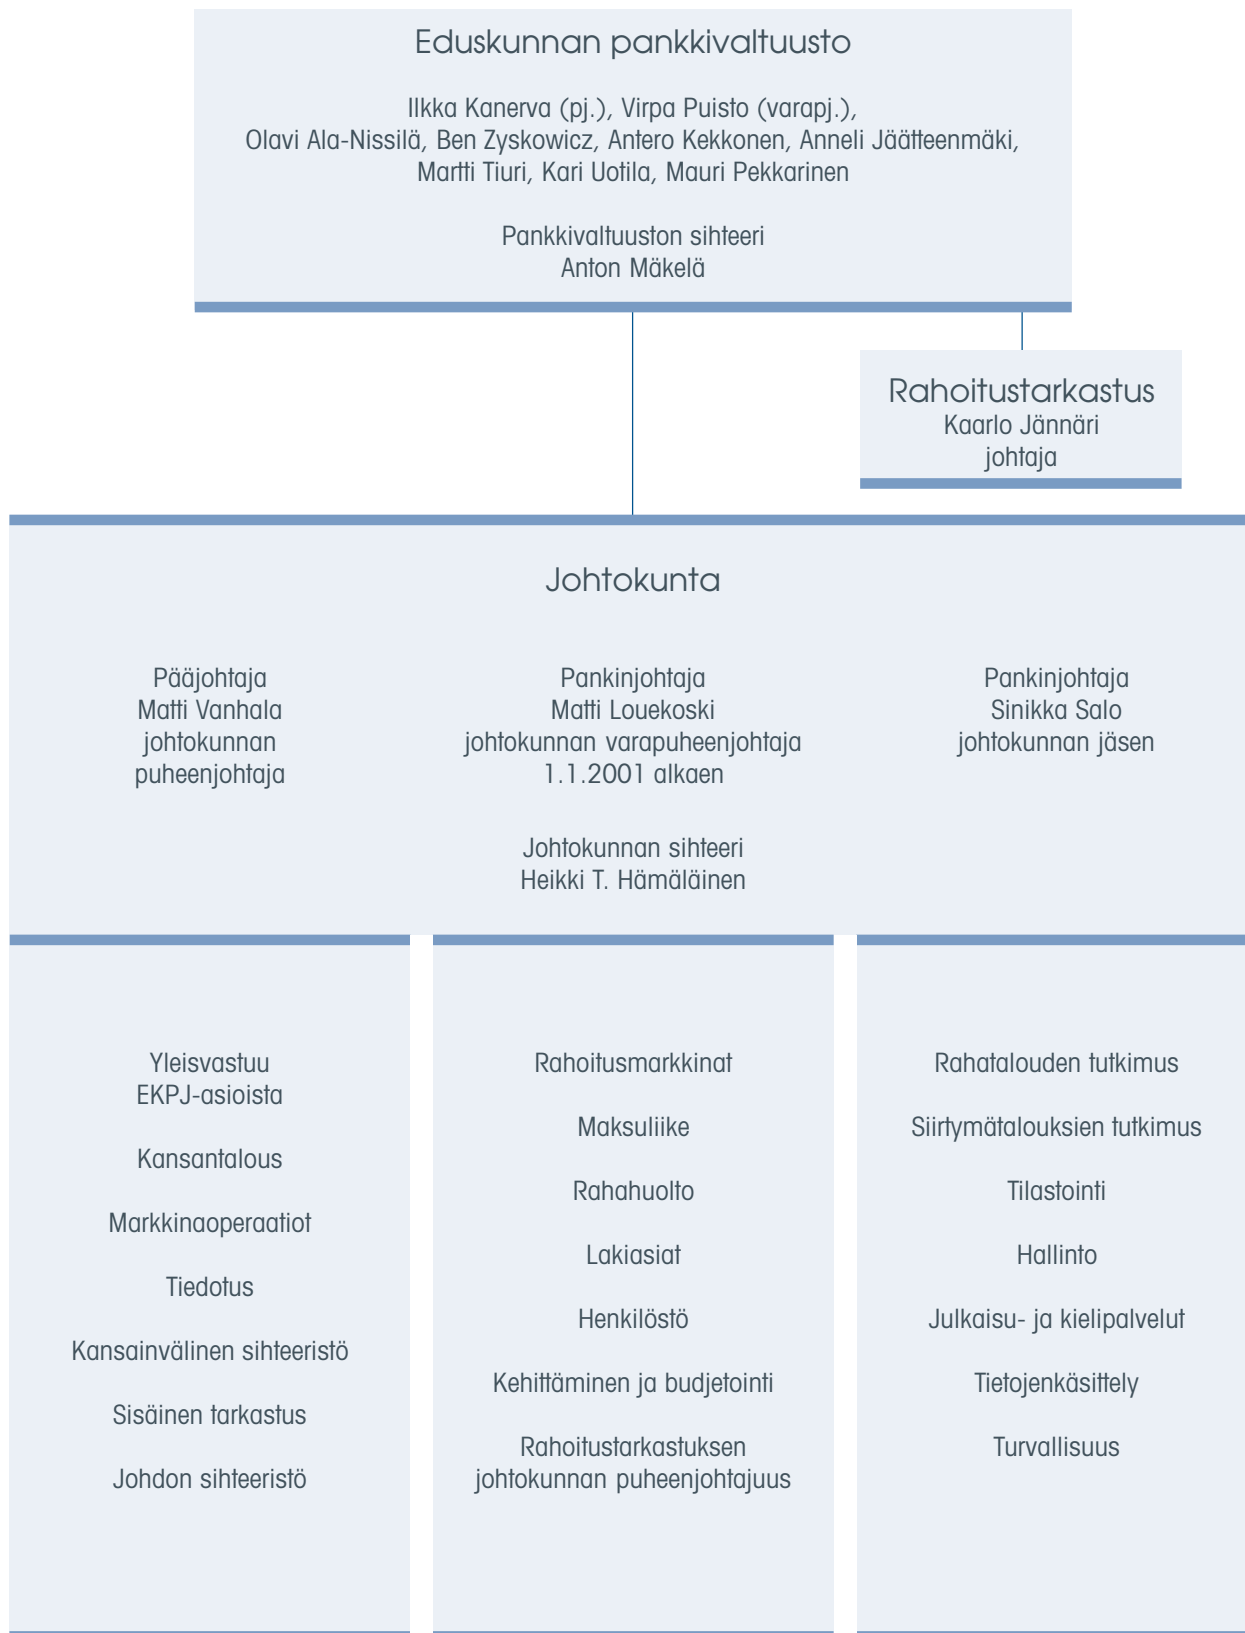 Eduskunnan pankkivaltuusto
Ilkka Kanerva (pj.), Virpa Puisto (varapj.),
Olavi Ala-Nissilä, Ben Zyskowicz, Antero Kekkonen, Anneli Jäätteenmäki,
Martti Tiuri, Kari Uotila, Mauri Pekkarinen
Pankkivaltuuston sihteeri
Anton Mäkelä
Rahoitustarkastus
Kaarlo Jännäri
johtaja
Johtokunta
Pääjohtaja
Matti Vanhala
johtokunnan
puheenjohtaja
Pankinjohtaja
Matti Louekoski
johtokunnan varapuheenjohtaja
1.1.2001 alkaen
Pankinjohtaja
Sinikka Salo
johtokunnan jäsen
Johtokunnan sihteeri
Heikki T. Hämäläinen
Yleisvastuu
EKPJ-asioista
Kansantalous
Markkinaoperaatiot
Tiedotus
Kansainvälinen sihteeristö
Sisäinen tarkastus
Johdon sihteeristö
Rahoitusmarkkinat
Maksuliike
Rahahuolto
Lakiasiat
Henkilöstö
Kehittäminen ja budjetointi
Rahoitustarkastuksen
johtokunnan puheenjohtajuus
Rahatalouden tutkimus
Siirtymätalouksien tutkimus
Tilastointi
Hallinto
Julkaisu- ja kielipalvelut
Tietojenkäsittely
Turvallisuus